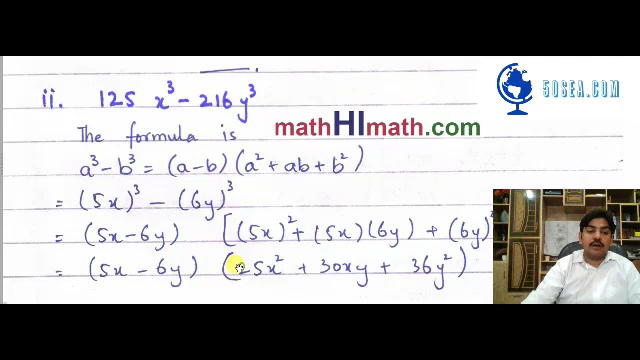 ii. 125 x³ - 216 y³
50SEA.COM
The formula is
mathHImath.com
a³ - b³ = (a - b) (a² + ab + b²)
= (5x)³ - (6y)³
= (5x - 6y) [(5x)² + (5x)(6y) + (6y)
= (5x - 6y) (25x² + 30xy + 36y²)